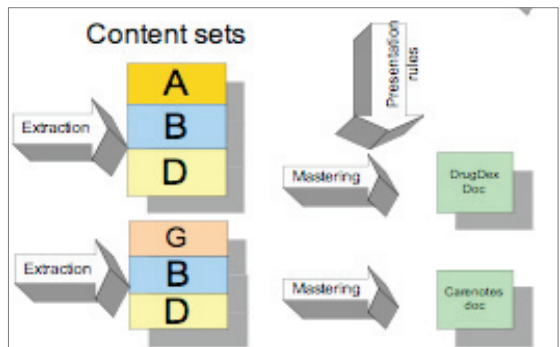 Content sets
Presentation
rules
A
Extraction
B
D
Mastering
DrugDex
Doc
G
Extraction
B
D
Mastering
Carenotes
doc